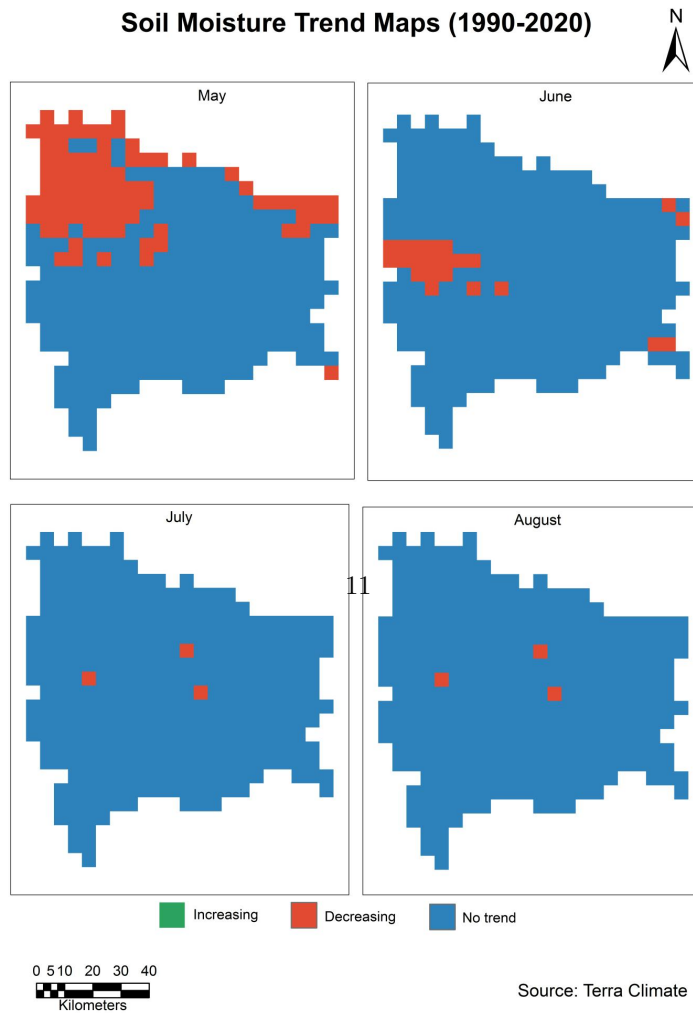 Soil Moisture Trend Maps (1990-2020)
N
May
June
July
August
11
Increasing
Decreasing
No trend
0 5 10 20 30 40
Kilometers
Source: Terra Climate